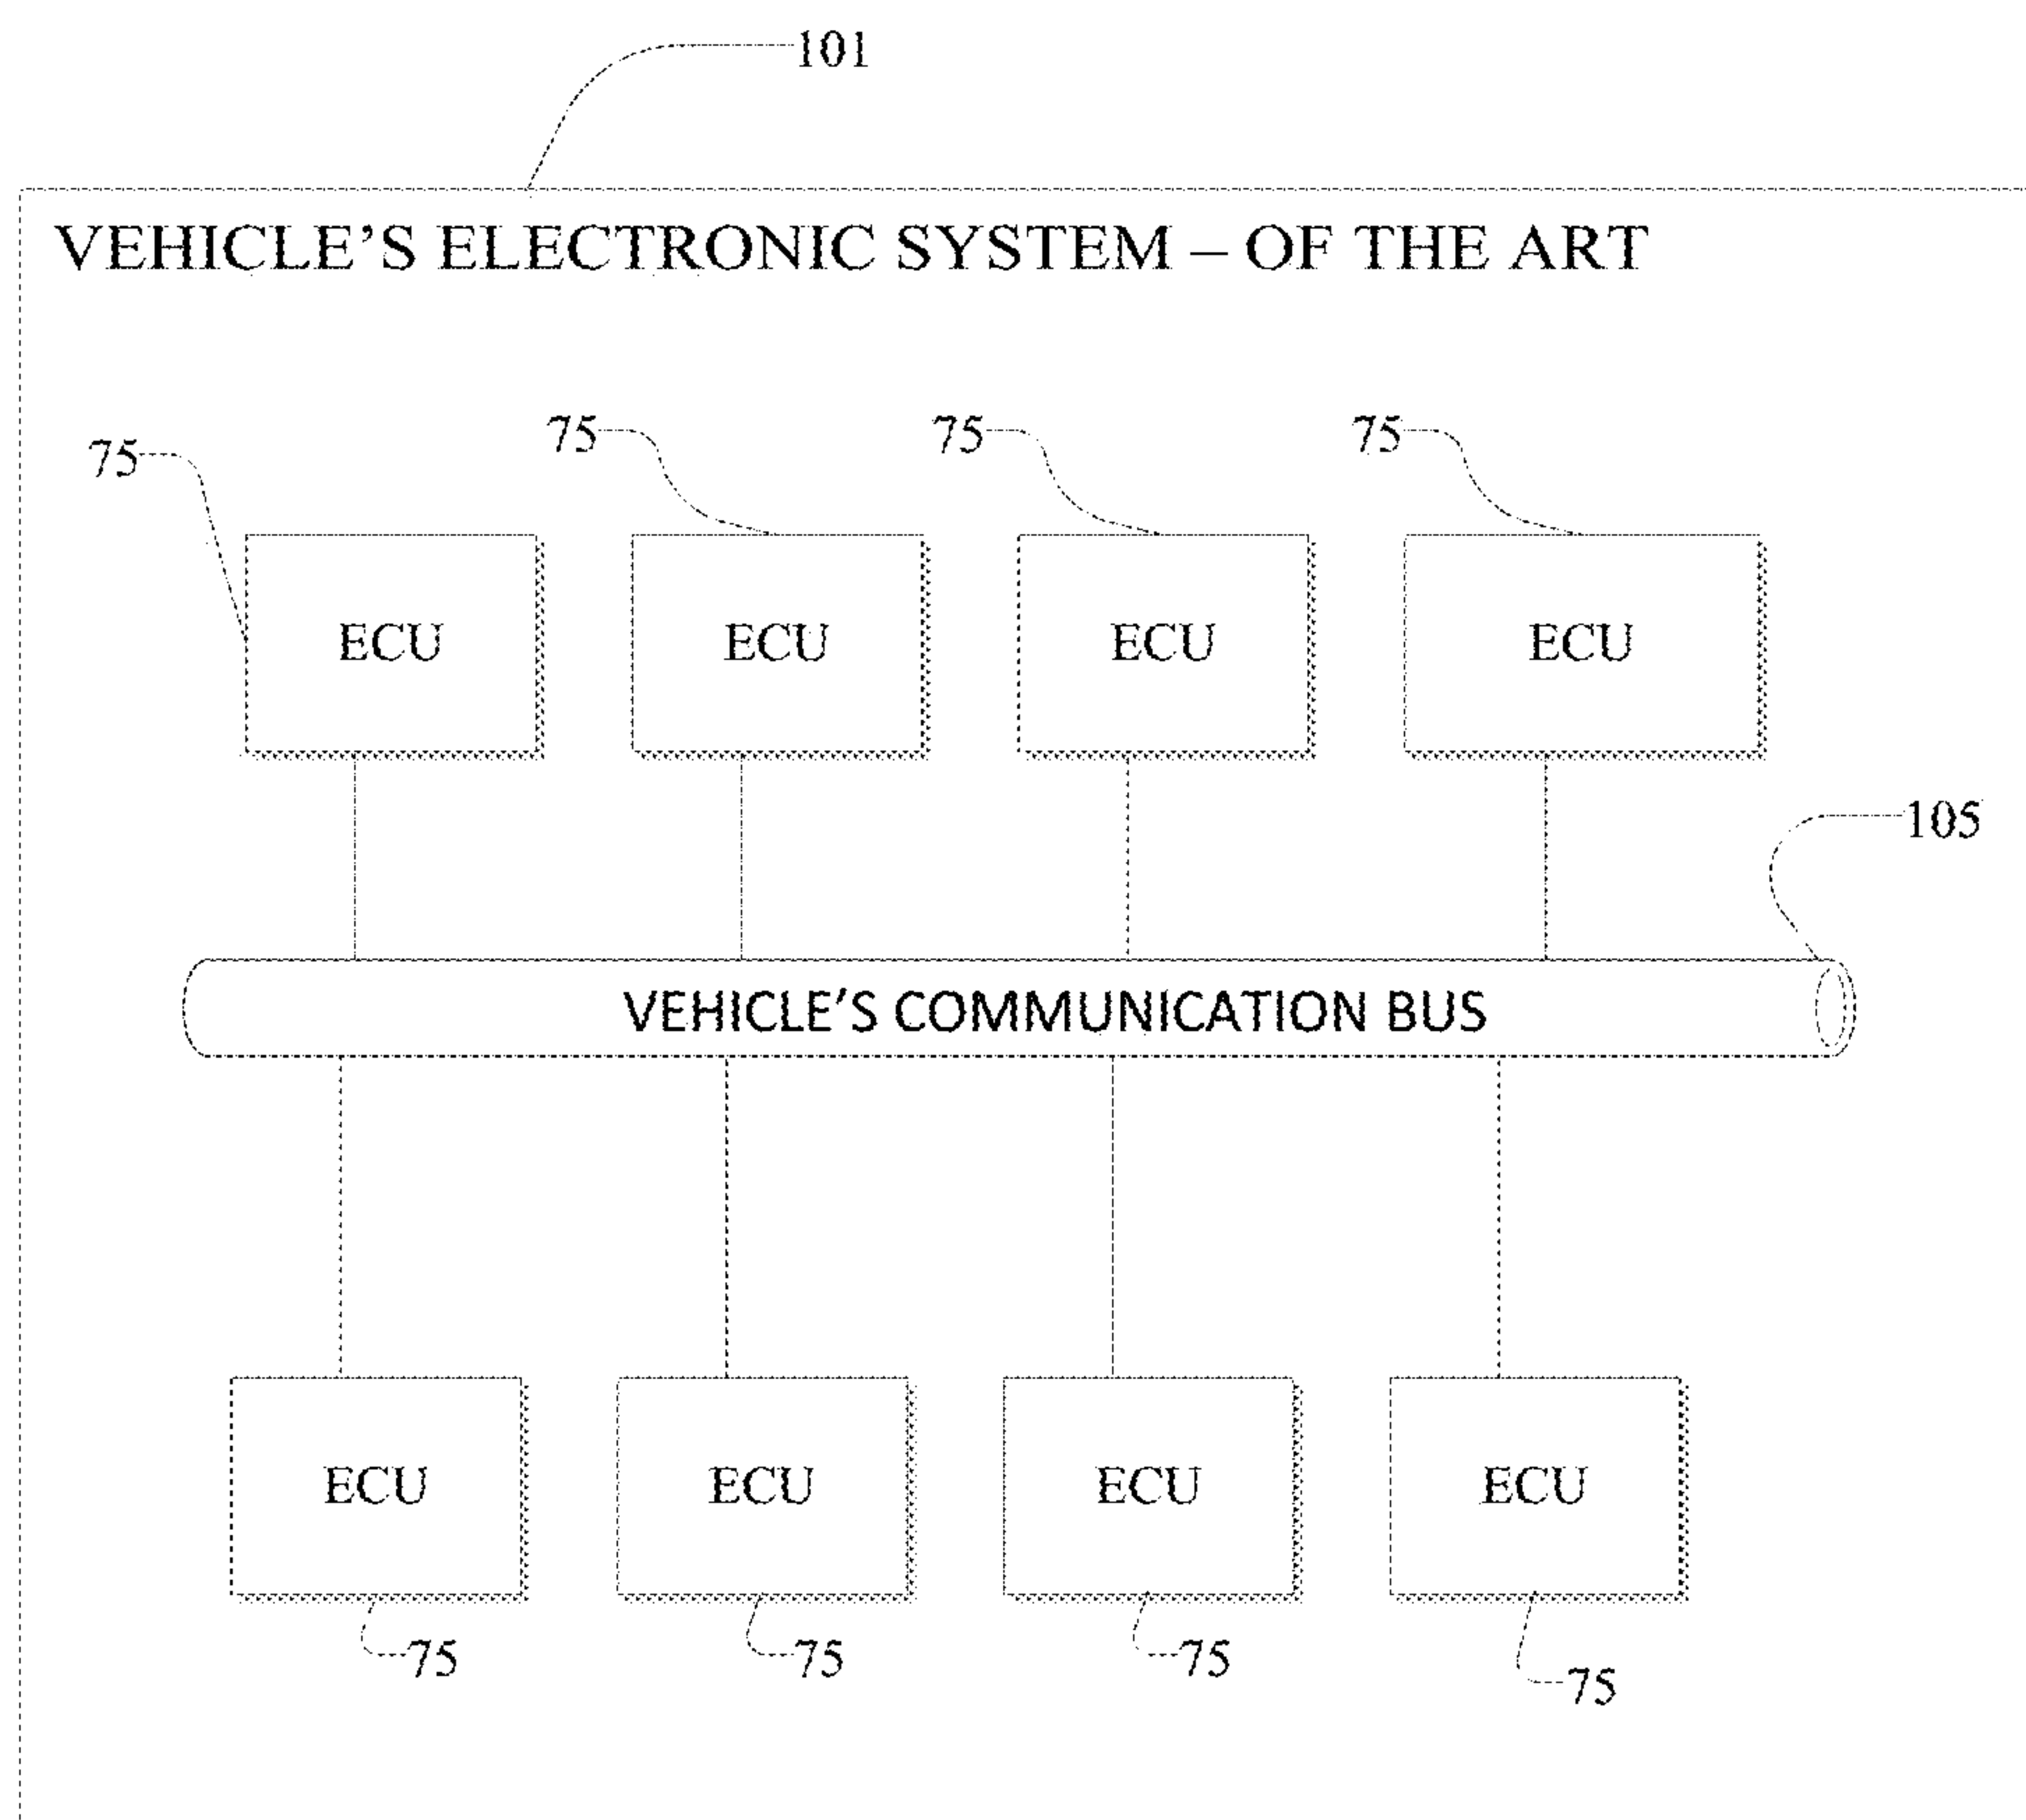 101
VEHICLE’S ELECTRONIC SYSTEM – OF THE ART
75 75 75 75
ECU ECU ECU ECU
105
VEHICLE’S COMMUNICATION BUS
ECU ECU ECU ECU
75 75 75 75